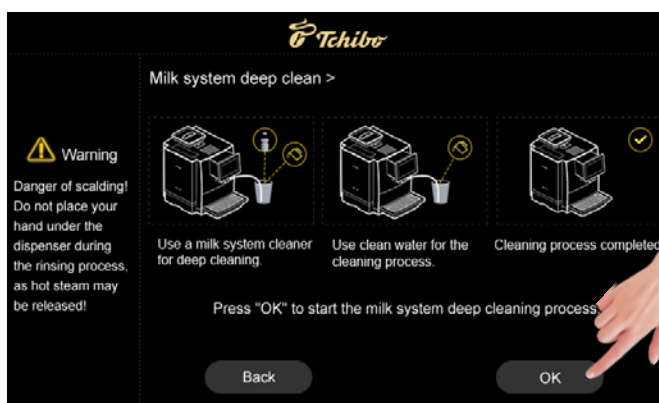 Tchibo
Milk system deep clean >
Warning
Danger of scalding!
Do not place your
hand under the
dispenser during
the rinsing process,
as hot steam may
be released!
Use a milk system cleaner
for deep cleaning.
Use clean water for the
cleaning process.
Cleaning process completed
Press "OK" to start the milk system deep cleaning process.
Back
OK